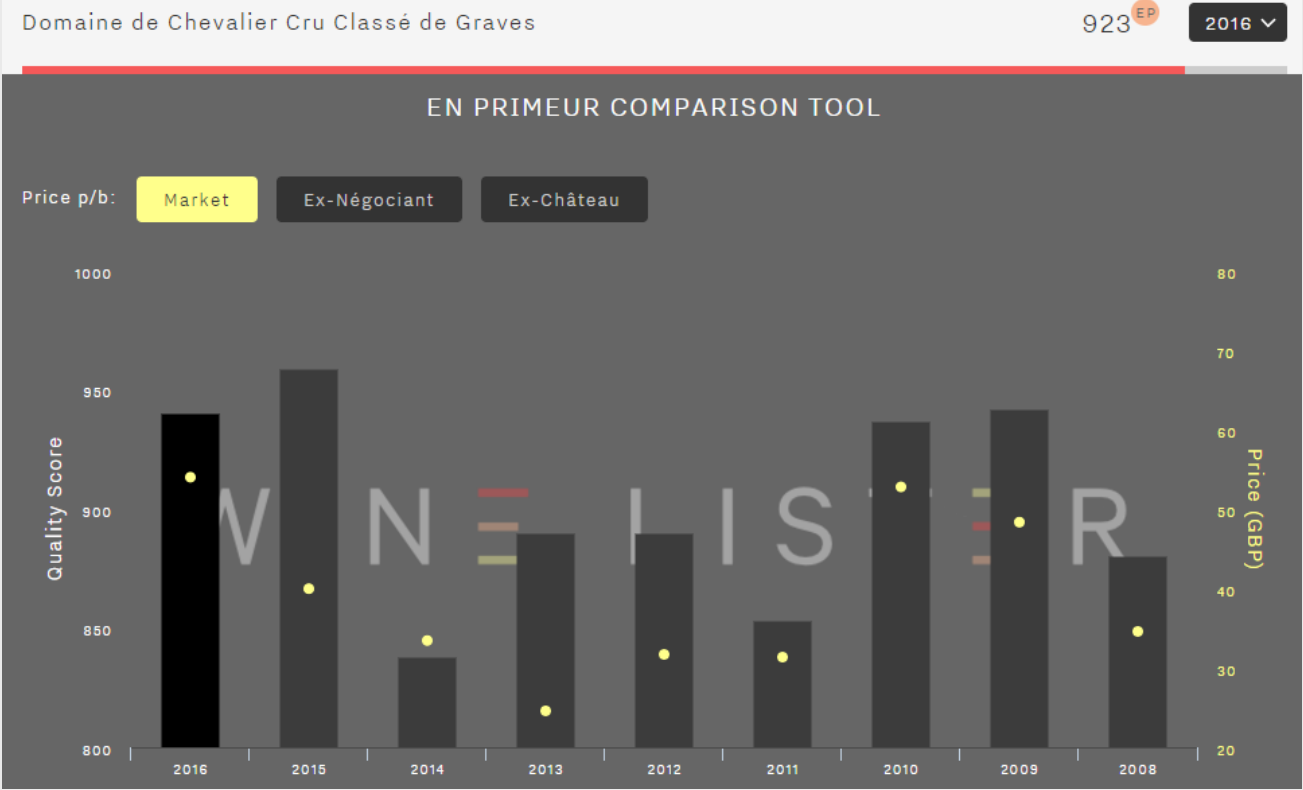 Domaine de Chevalier Cru Classé de Graves
923 EP
2016
EN PRIMEUR COMPARISON TOOL
Price p/b: Market Ex-Négociant Ex-Château
1000
950
900
850
800
Quality Score
WINE LISTER
80
70
60
50
40
30
20
Price (GBP)
2016 2015 2014 2013 2012 2011 2010 2009 2008